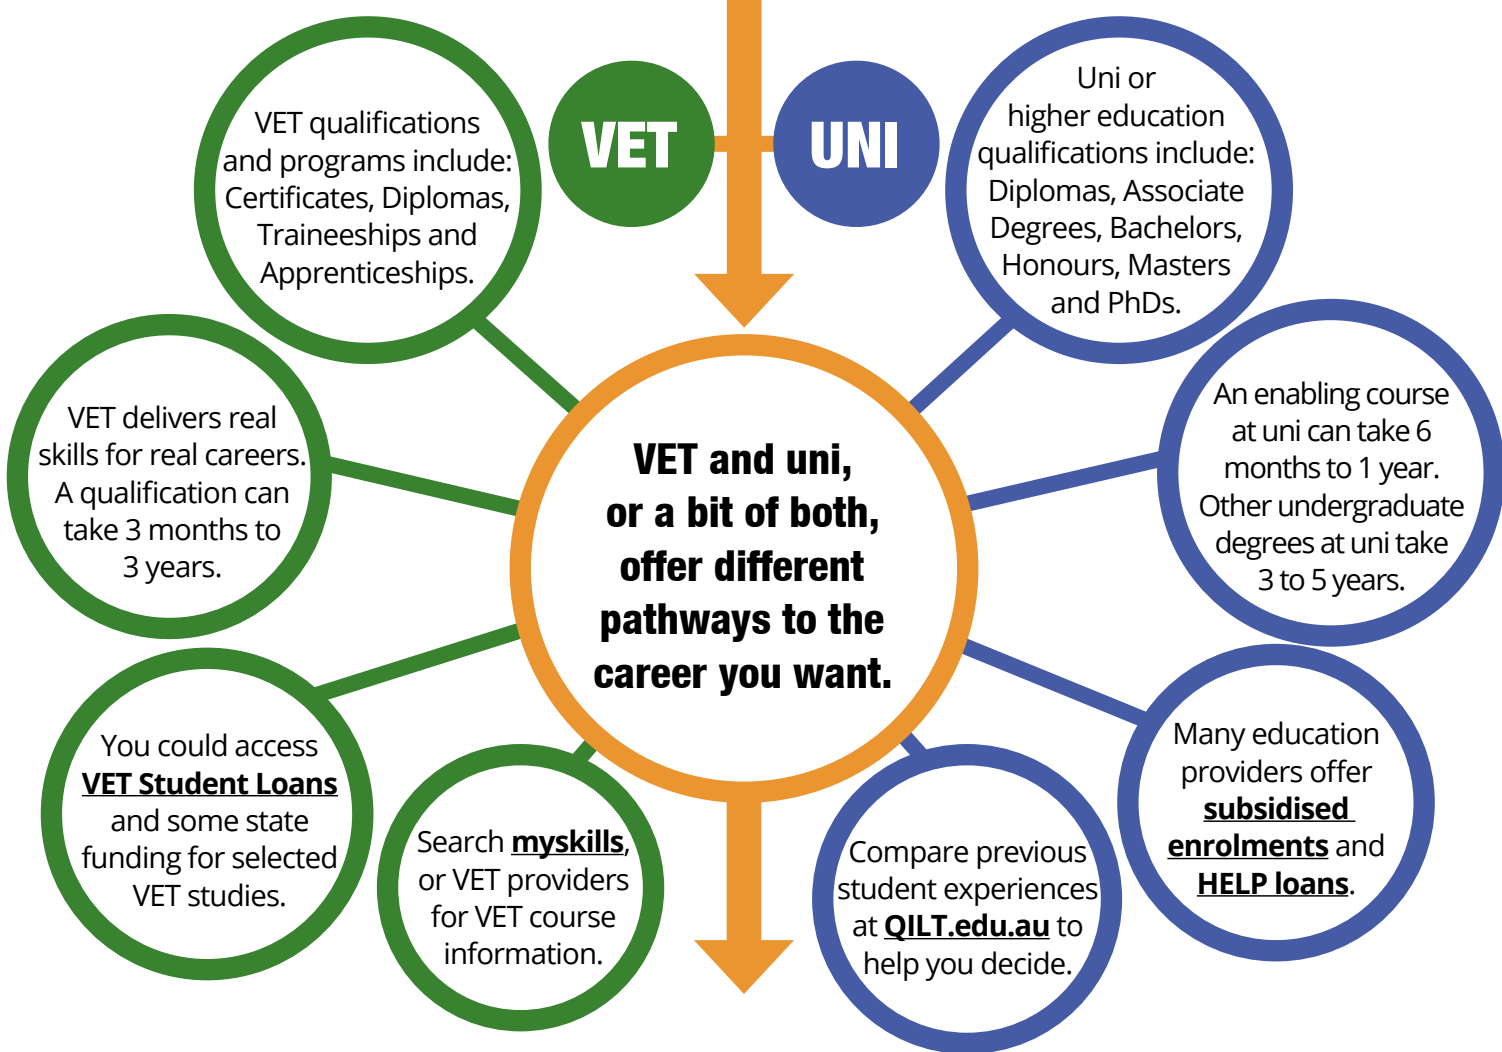 VET
UNI
VET qualifications
and programs include:
Certificates, Diplomas,
Traineeships and
Apprenticeships.
Uni or
higher education
qualifications include:
Diplomas, Associate
Degrees, Bachelors,
Honours, Masters
and PhDs.
VET delivers real
skills for real careers.
A qualification can
take 3 months to
3 years.
VET and uni,
or a bit of both,
offer different
pathways to the
career you want.
An enabling course
at uni can take 6
months to 1 year.
Other undergraduate
degrees at uni take
3 to 5 years.
You could access
VET Student Loans
and some state
funding for selected
VET studies.
Search myskills,
or VET providers
for VET course
information.
Compare previous
student experiences
at QILT.edu.au to
help you decide.
Many education
providers offer
subsidised
enrolments and
HELP loans.